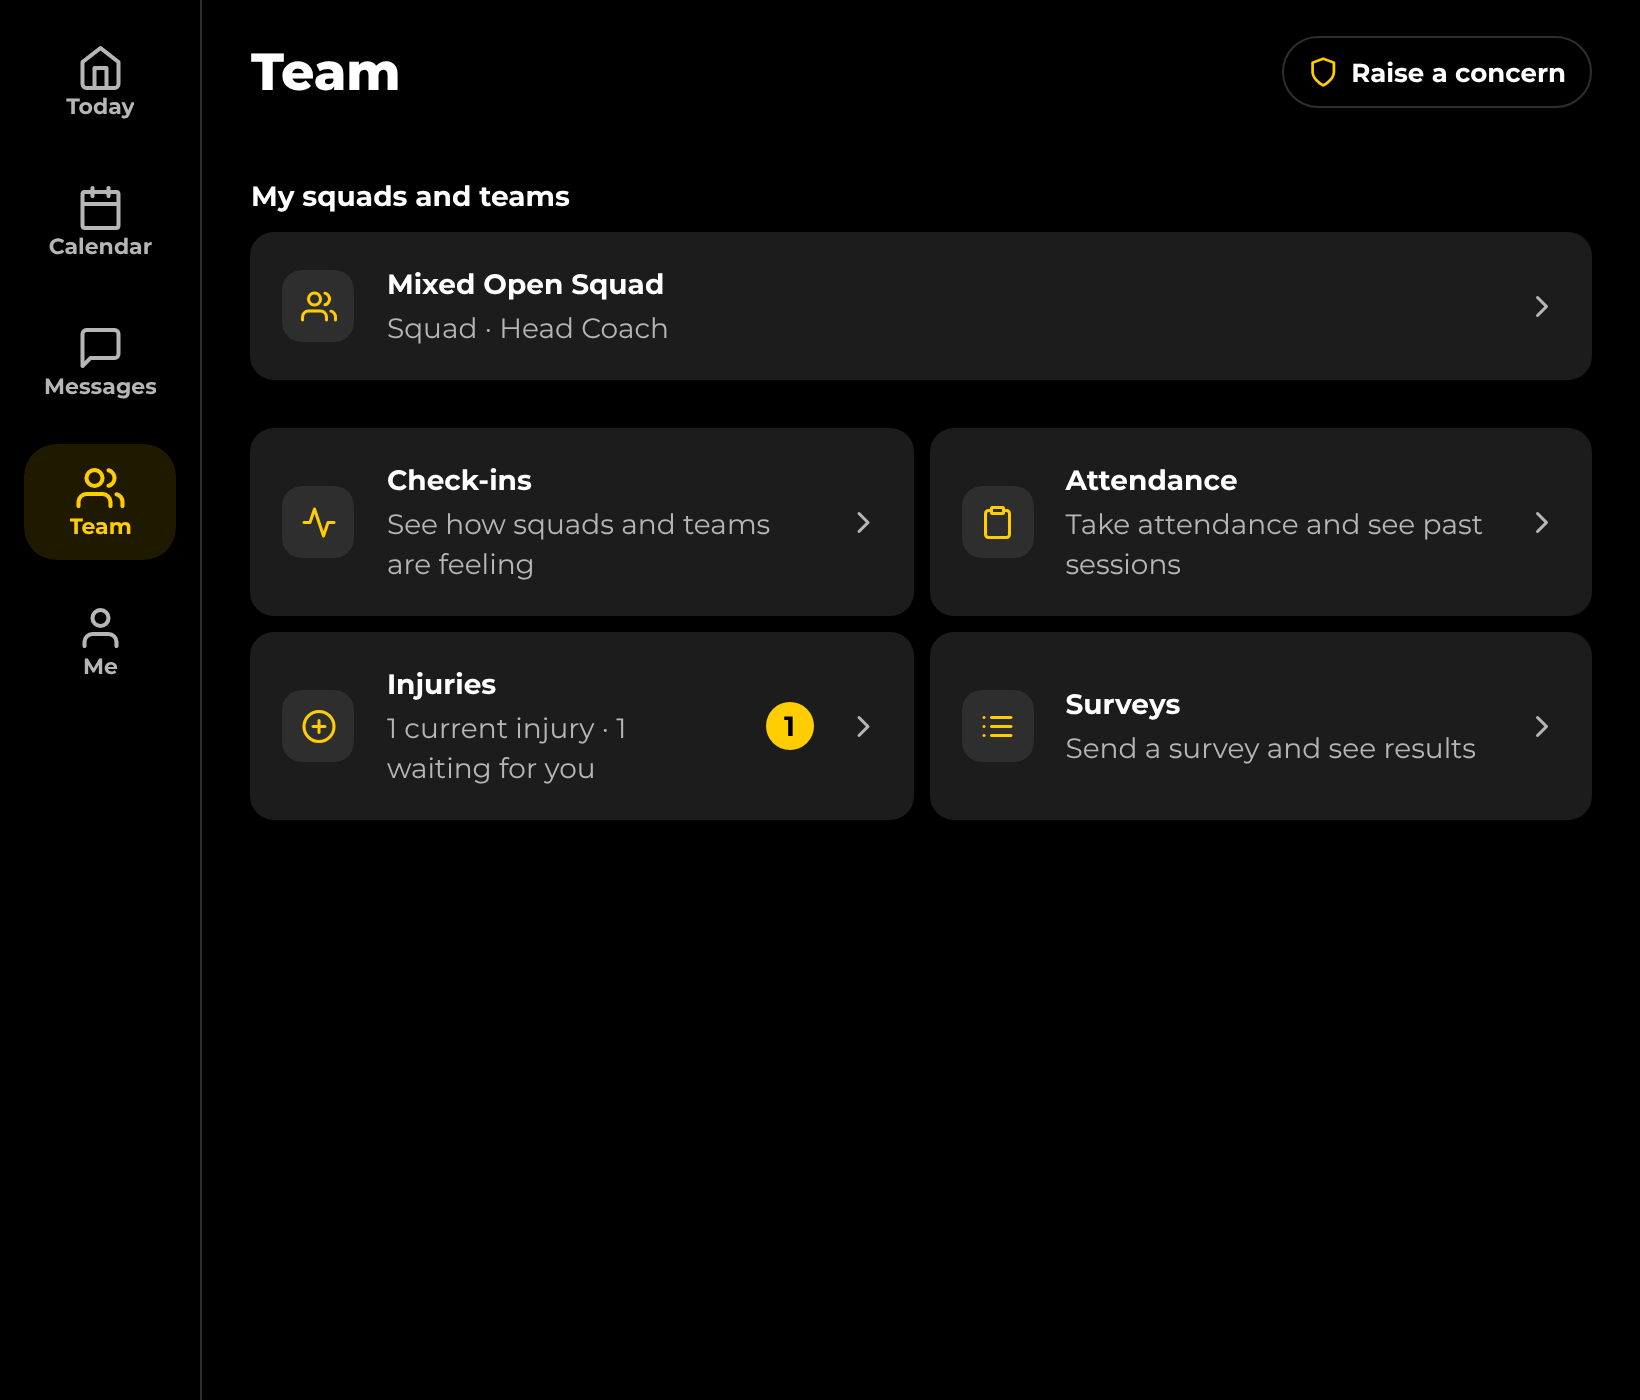 Today
Calendar
Messages
Team
Me
Team
Raise a concern
My squads and teams
Mixed Open Squad
Squad · Head Coach
Check-ins
See how squads and teams
are feeling
Attendance
Take attendance and see past
sessions
Injuries
1 current injury · 1
waiting for you
1
Surveys
Send a survey and see results